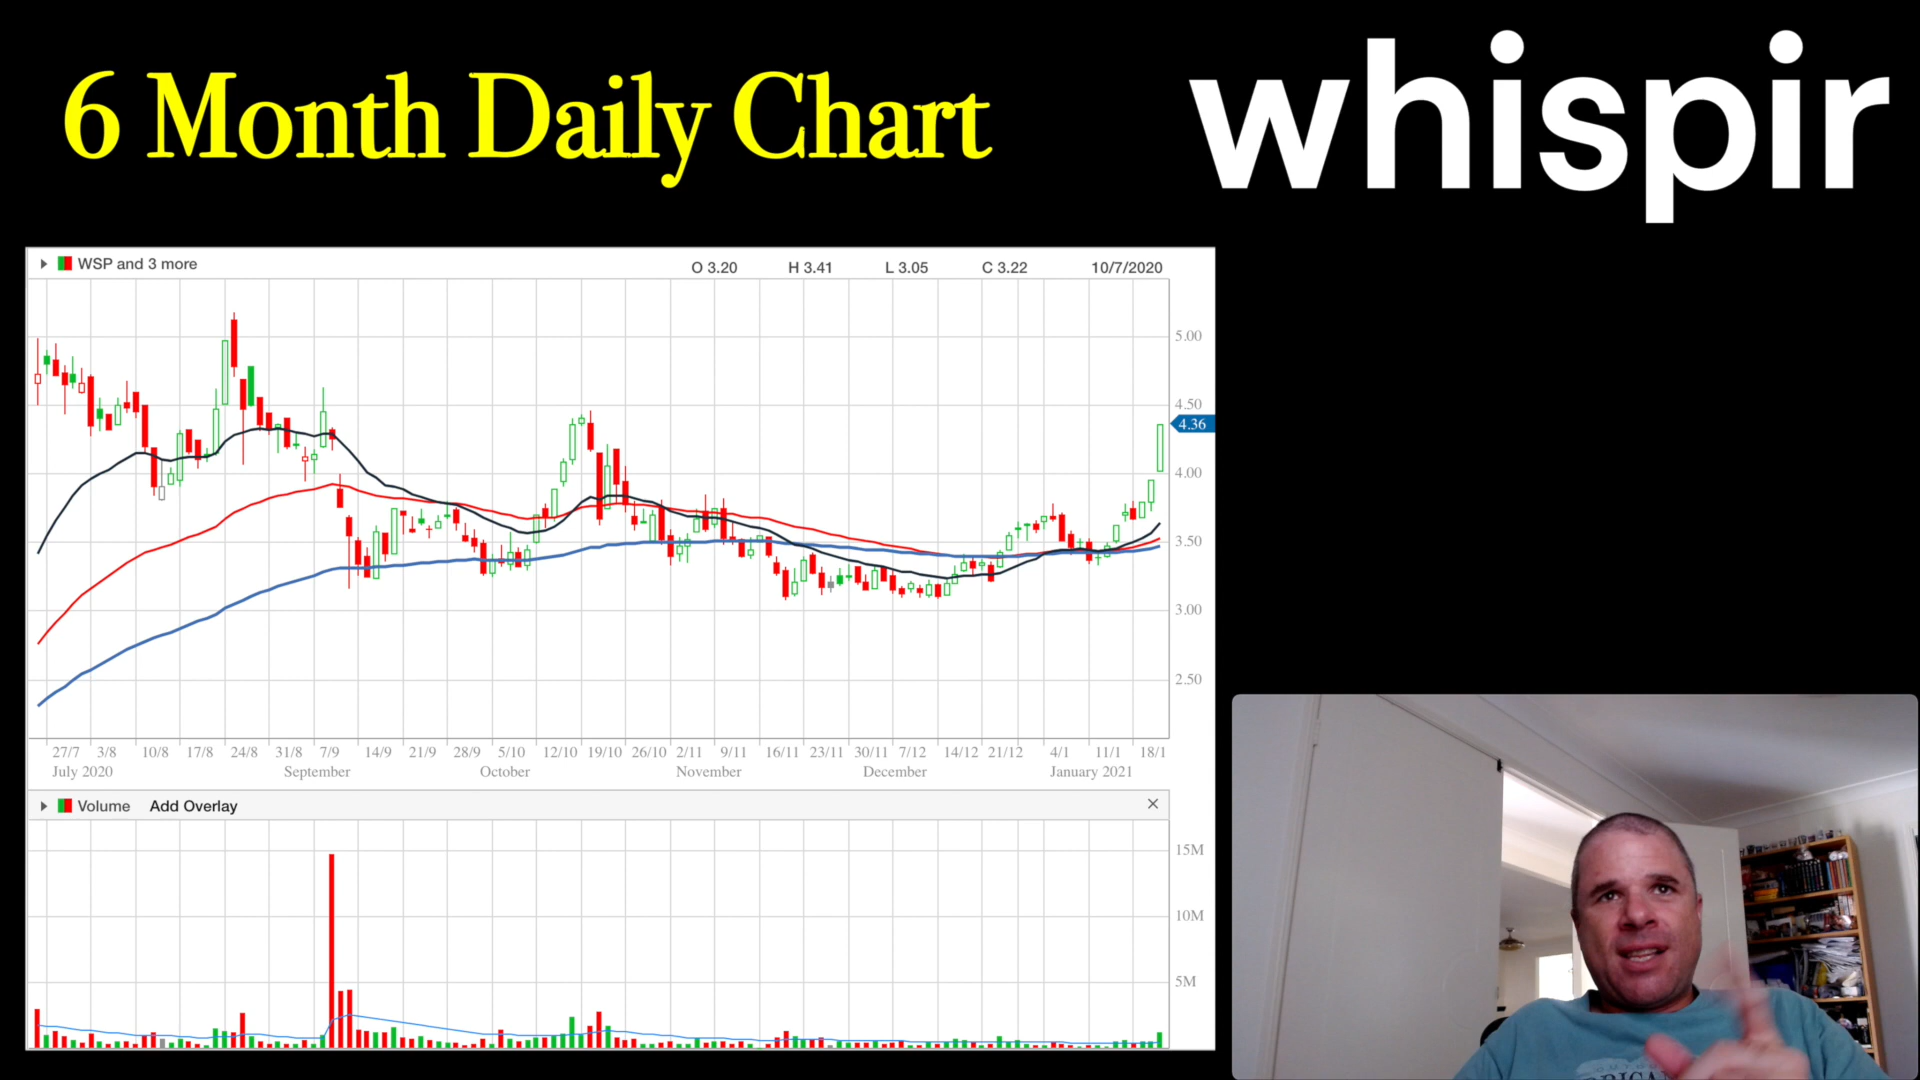 6 Month Daily Chart
whispir
WSP and 3 more
O 3.20 H 3.41 L 3.05 C 3.22 10/7/2020
5.00
4.50
4.36
4.00
3.50
3.00
2.50
27/7 3/8 10/8 17/8 24/8 31/8 7/9 14/9 21/9 28/9 5/10 12/10 19/10 26/10 2/11 9/11 16/11 23/11 30/11 7/12 14/12 21/12 4/1 11/1 18/1
July 2020 September October November December January 2021
Volume Add Overlay
15M
10M
5M